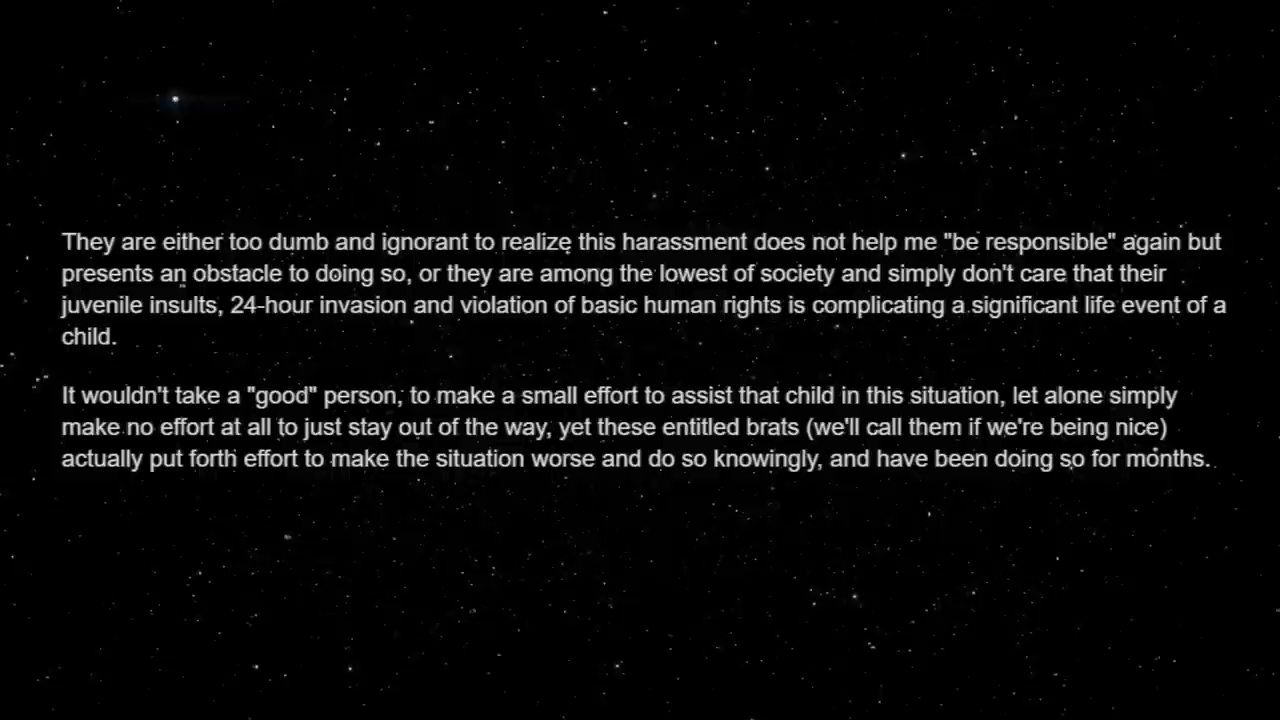 They are either too dumb and ignorant to realize this harassment does not help me "be responsible" again but
presents an obstacle to doing so, or they are among the lowest of society and simply don't care that their
juvenile insults, 24-hour invasion and violation of basic human rights is complicating a significant life event of a
child.
It wouldn't take a "good" person, to make a small effort to assist that child in this situation, let alone simply
make no effort at all to just stay out of the way, yet these entitled brats (we'll call them if we're being nice)
actually put forth effort to make the situation worse and do so knowingly, and have been doing so for months.